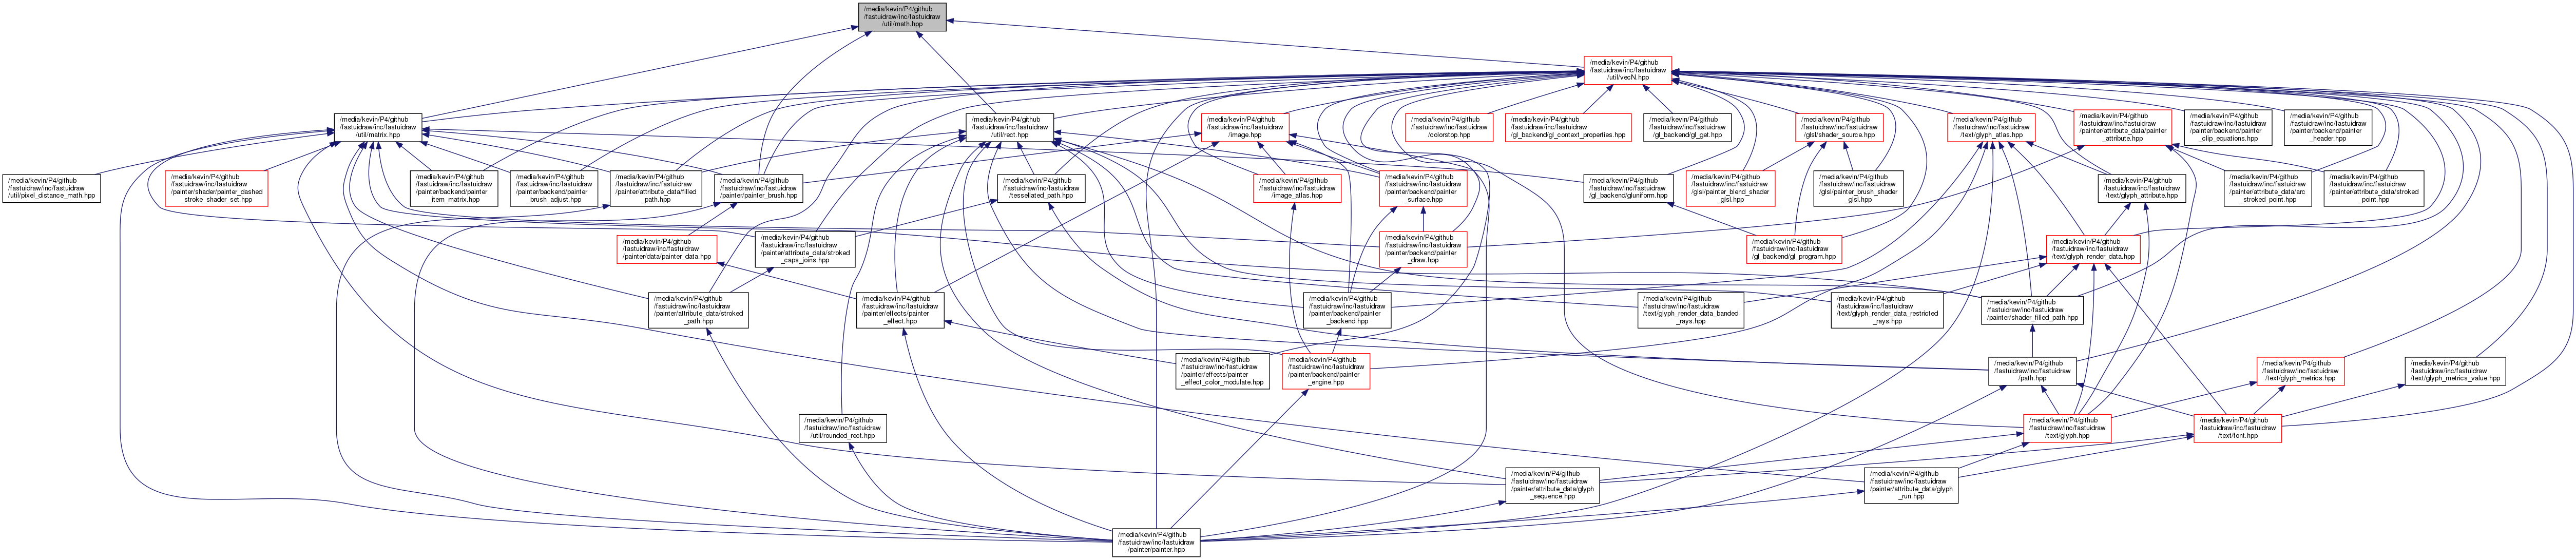 /media/kevin/P4/github
/fastuidraw/inc/fastuidraw
/util/math.hpp
/media/kevin/P4/github
/fastuidraw/inc/fastuidraw
/util/vecN.hpp
/media/kevin/P4/github
/fastuidraw/inc/fastuidraw
/util/matrix.hpp
/media/kevin/P4/github
/fastuidraw/inc/fastuidraw
/util/rect.hpp
/media/kevin/P4/github
/fastuidraw/inc/fastuidraw
/image.hpp
/media/kevin/P4/github
/fastuidraw/inc/fastuidraw
/colorstop.hpp
/media/kevin/P4/github
/fastuidraw/inc/fastuidraw
/gl_backend/gl_context_properties.hpp
/media/kevin/P4/github
/fastuidraw/inc/fastuidraw
/gl_backend/gl_get.hpp
/media/kevin/P4/github
/fastuidraw/inc/fastuidraw
/glsl/shader_source.hpp
/media/kevin/P4/github
/fastuidraw/inc/fastuidraw
/text/glyph_atlas.hpp
/media/kevin/P4/github
/fastuidraw/inc/fastuidraw
/painter/attribute_data/painter
_attribute.hpp
/media/kevin/P4/github
/fastuidraw/inc/fastuidraw
/painter/backend/painter
_clip_equations.hpp
/media/kevin/P4/github
/fastuidraw/inc/fastuidraw
/painter/backend/painter
_header.hpp
/media/kevin/P4/github
/fastuidraw/inc/fastuidraw
/util/pixel_distance_math.hpp
/media/kevin/P4/github
/fastuidraw/inc/fastuidraw
/painter/shader/painter_dashed
_stroke_shader_set.hpp
/media/kevin/P4/github
/fastuidraw/inc/fastuidraw
/painter/backend/painter
_item_matrix.hpp
/media/kevin/P4/github
/fastuidraw/inc/fastuidraw
/painter/backend/painter
_brush_adjust.hpp
/media/kevin/P4/github
/fastuidraw/inc/fastuidraw
/painter/attribute_data/filled
_path.hpp
/media/kevin/P4/github
/fastuidraw/inc/fastuidraw
/painter/painter_brush.hpp
/media/kevin/P4/github
/fastuidraw/inc/fastuidraw
/tessellated_path.hpp
/media/kevin/P4/github
/fastuidraw/inc/fastuidraw
/image_atlas.hpp
/media/kevin/P4/github
/fastuidraw/inc/fastuidraw
/painter/backend/painter
_surface.hpp
/media/kevin/P4/github
/fastuidraw/inc/fastuidraw
/gl_backend/gluniform.hpp
/media/kevin/P4/github
/fastuidraw/inc/fastuidraw
/glsl/painter_blend_shader
_glsl.hpp
/media/kevin/P4/github
/fastuidraw/inc/fastuidraw
/glsl/painter_brush_shader
_glsl.hpp
/media/kevin/P4/github
/fastuidraw/inc/fastuidraw
/text/glyph_attribute.hpp
/media/kevin/P4/github
/fastuidraw/inc/fastuidraw
/painter/attribute_data/arc
_stroked_point.hpp
/media/kevin/P4/github
/fastuidraw/inc/fastuidraw
/painter/attribute_data/stroked
_point.hpp
/media/kevin/P4/github
/fastuidraw/inc/fastuidraw
/painter/data/painter_data.hpp
/media/kevin/P4/github
/fastuidraw/inc/fastuidraw
/painter/attribute_data/stroked
_caps_joins.hpp
/media/kevin/P4/github
/fastuidraw/inc/fastuidraw
/painter/backend/painter
_draw.hpp
/media/kevin/P4/github
/fastuidraw/inc/fastuidraw
/gl_backend/gl_program.hpp
/media/kevin/P4/github
/fastuidraw/inc/fastuidraw
/text/glyph_render_data.hpp
/media/kevin/P4/github
/fastuidraw/inc/fastuidraw
/painter/attribute_data/stroked
_path.hpp
/media/kevin/P4/github
/fastuidraw/inc/fastuidraw
/painter/effects/painter
_effect.hpp
/media/kevin/P4/github
/fastuidraw/inc/fastuidraw
/text/glyph_render_data_banded
_rays.hpp
/media/kevin/P4/github
/fastuidraw/inc/fastuidraw
/painter/backend/painter
_backend.hpp
/media/kevin/P4/github
/fastuidraw/inc/fastuidraw
/text/glyph_render_data_restricted
_rays.hpp
/media/kevin/P4/github
/fastuidraw/inc/fastuidraw
/painter/shader_filled_path.hpp
/media/kevin/P4/github
/fastuidraw/inc/fastuidraw
/painter/effects/painter
_effect_color_modulate.hpp
/media/kevin/P4/github
/fastuidraw/inc/fastuidraw
/painter/backend/painter
_engine.hpp
/media/kevin/P4/github
/fastuidraw/inc/fastuidraw
/path.hpp
/media/kevin/P4/github
/fastuidraw/inc/fastuidraw
/text/glyph_metrics.hpp
/media/kevin/P4/github
/fastuidraw/inc/fastuidraw
/text/glyph_metrics_value.hpp
/media/kevin/P4/github
/fastuidraw/inc/fastuidraw
/util/rounded_rect.hpp
/media/kevin/P4/github
/fastuidraw/inc/fastuidraw
/text/glyph.hpp
/media/kevin/P4/github
/fastuidraw/inc/fastuidraw
/text/font.hpp
/media/kevin/P4/github
/fastuidraw/inc/fastuidraw
/painter/attribute_data/glyph
_sequence.hpp
/media/kevin/P4/github
/fastuidraw/inc/fastuidraw
/painter/attribute_data/glyph
_run.hpp
/media/kevin/P4/github
/fastuidraw/inc/fastuidraw
/painter/painter.hpp